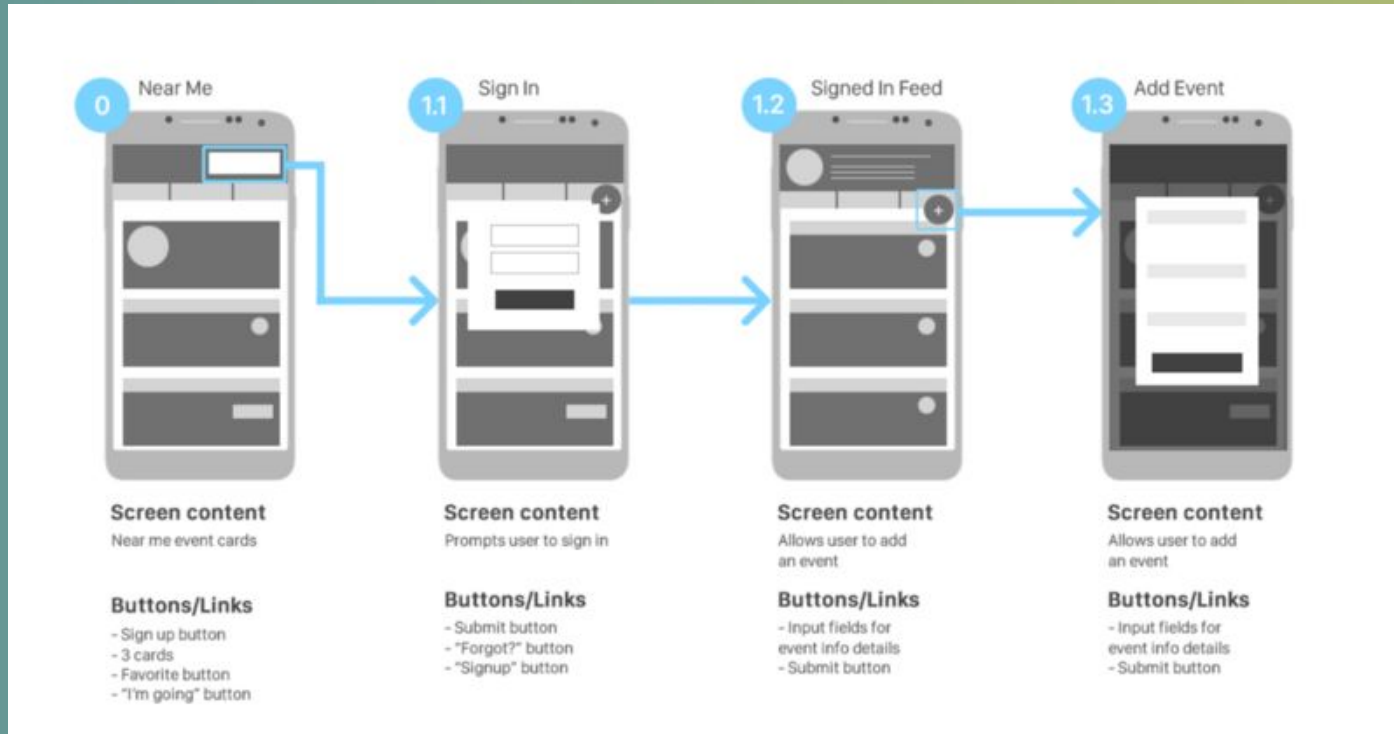 0
Near Me
1.1
Sign In
1.2
Signed In Feed
1.3
Add Event
+
+
+
Screen content
Near me event cards
Buttons/Links
- Sign up button
- 3 cards
- Favorite button
- "I'm going" button
Screen content
Prompts user to sign in
Buttons/Links
- Submit button
- "Forgot?" button
- "Signup" button
Screen content
Allows user to add
an event
Buttons/Links
- Input fields for
event info details
- Submit button
Screen content
Allows user to add
an event
Buttons/Links
- Input fields for
event info details
- Submit button